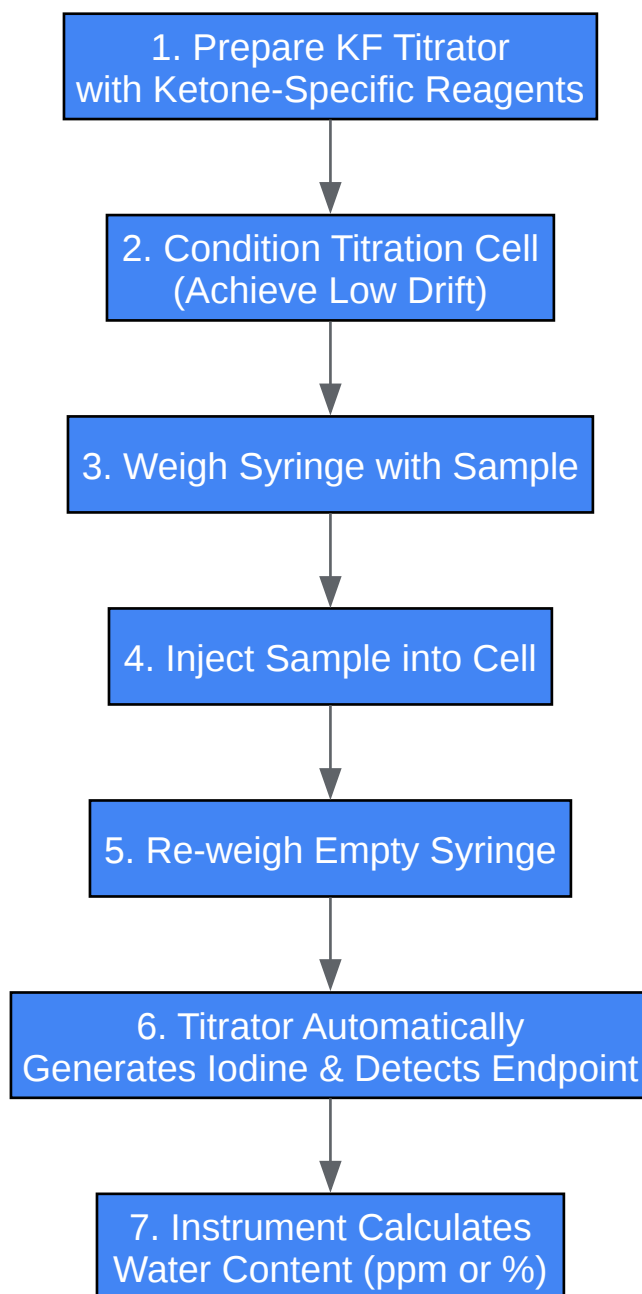 1. Prepare KF Titrator
with Ketone-Specific Reagents
2. Condition Titration Cell
(Achieve Low Drift)
3. Weigh Syringe with Sample
4. Inject Sample into Cell
5. Re-weigh Empty Syringe
6. Titrator Automatically
Generates Iodine & Detects Endpoint
7. Instrument Calculates
Water Content (ppm or %)